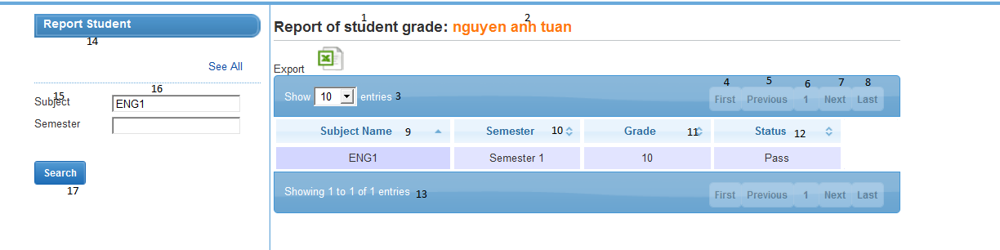 Report Student
14
See All
15
16
Subject ENG1
Semester
Search
17
1 2
Report of student grade: nguyen anh tuan
Export
Show 10 entries 3
4 5 6 7 8
First Previous 1 Next Last
Subject Name 9 Semester 10 Grade 11 Status 12
ENG1 Semester 1 10 Pass
Showing 1 to 1 of 1 entries 13
First Previous 1 Next Last